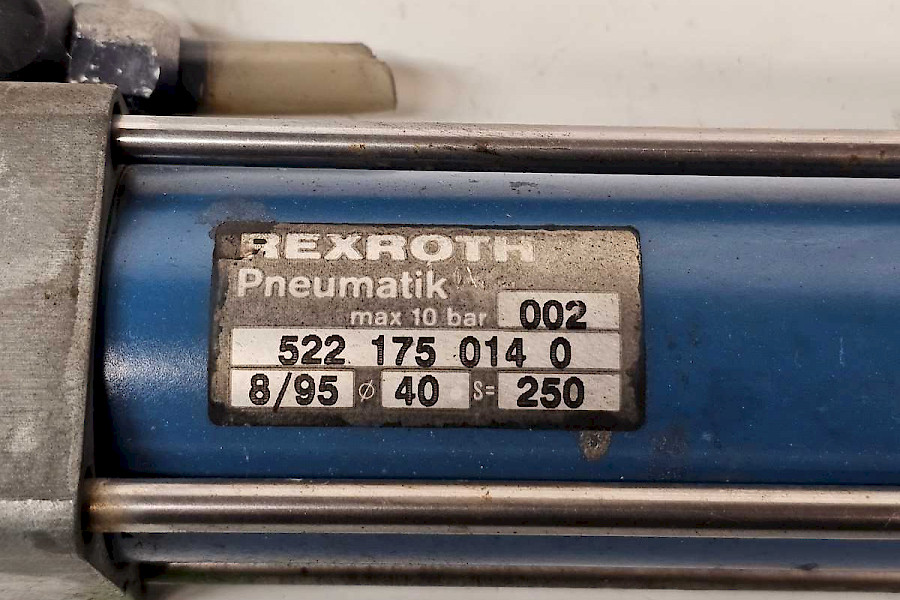 REXROTH
Pneumatik
max 10 bar 002
522 175 014 0
8/95 ⌀ 40 S= 250